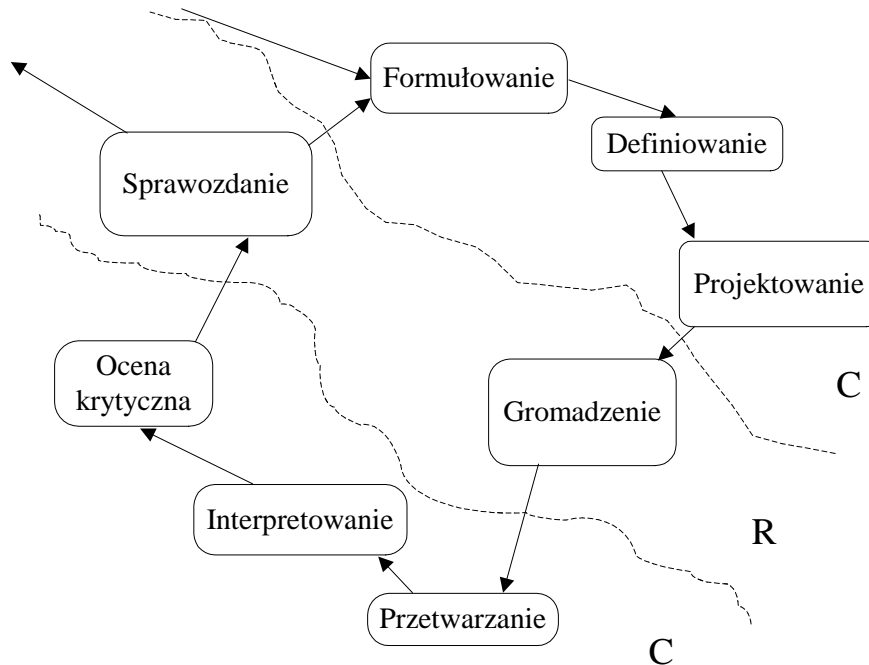 Formułowanie
Definiowanie
Sprawozdanie
Projektowanie
Ocena
krytyczna
Gromadzenie
C
Interpretowanie
R
Przetwarzanie
C